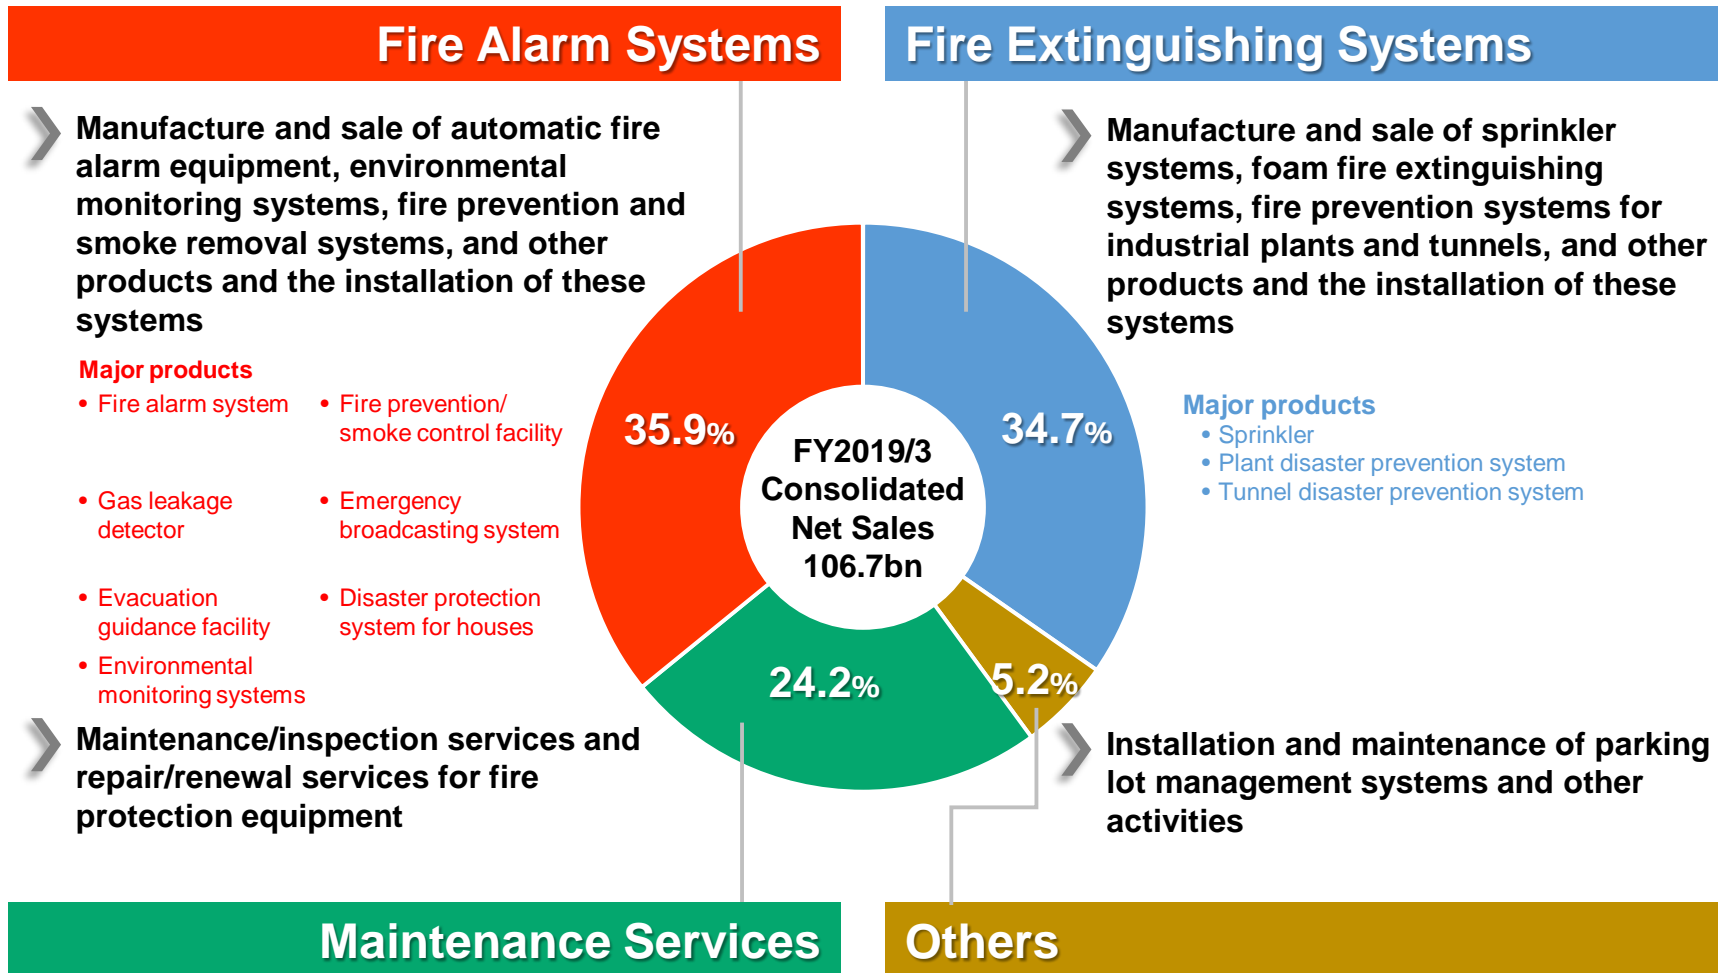 Fire Alarm Systems
Fire Extinguishing Systems
Manufacture and sale of automatic fire
alarm equipment, environmental
monitoring systems, fire prevention and
smoke removal systems, and other
products and the installation of these
systems
Major products
• Fire alarm system
• Fire prevention/
smoke control facility
• Gas leakage
detector
• Emergency
broadcasting system
• Evacuation
guidance facility
• Disaster protection
system for houses
• Environmental
monitoring systems
Manufacture and sale of sprinkler
systems, foam fire extinguishing
systems, fire prevention systems for
industrial plants and tunnels, and other
products and the installation of these
systems
Major products
• Sprinkler
• Plant disaster prevention system
• Tunnel disaster prevention system
35.9%
34.7%
FY2019/3
Consolidated
Net Sales
106.7bn
24.2%
5.2%
Maintenance/inspection services and
repair/renewal services for fire
protection equipment
Installation and maintenance of parking
lot management systems and other
activities
Maintenance Services
Others